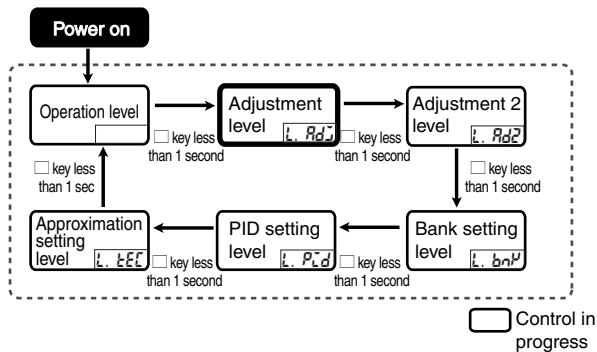 Power on
Operation level
Adjustment
level
L. AdJ
Adjustment 2
level
L. Ad2
key less
than 1 second
key less
than 1 second
key less
than 1 sec
key less
than 1 second
Approximation
setting
level
L. tEC
PID setting
level
L. PId
Bank setting
level
L. bnK
key less
than 1 second
key less
than 1 second
Control in
progress